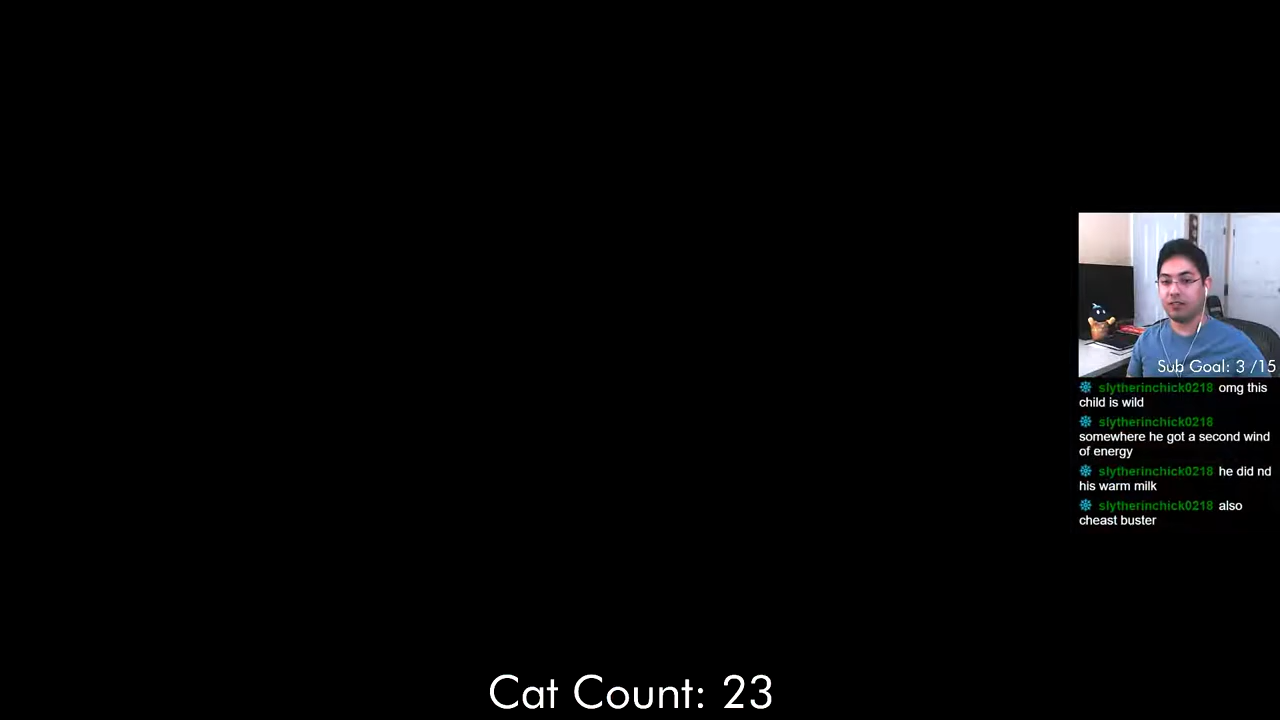 Sub Goal: 3 /15
slytherinchick0218 omg this
child is wild
slytherinchick0218
somewhere he got a second wind
of energy
slytherinchick0218 he did nd
his warm milk
slytherinchick0218 also
cheast buster
Cat Count: 23